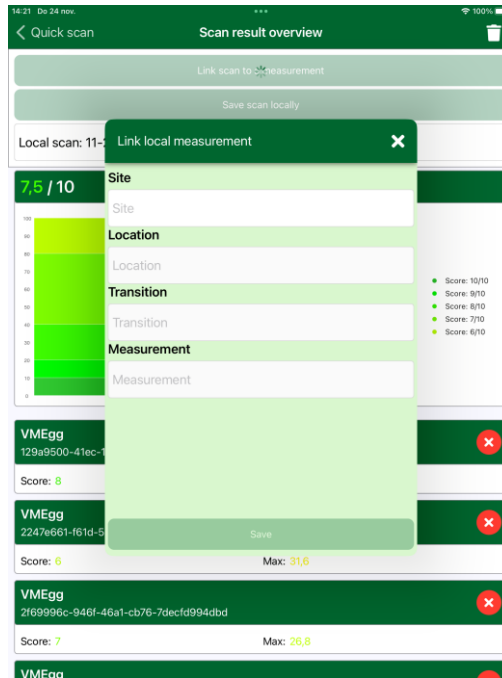 14:21 Do 24 nov.
100%
Quick scan
Scan result overview
Link scan to measurement
Save scan locally
Local scan: 11-
Link local measurement
7,5 / 10
Site
Site
Location
Location
Transition
Transition
Measurement
Measurement
Save
100
90
80
70
60
50
40
30
20
10
0
Score: 10/10
Score: 9/10
Score: 8/10
Score: 7/10
Score: 6/10
VMEgg
129a9500-41ec-1
Score: 8
VMEgg
2247e661-f61d-5
Score: 6
Max: 31,6
VMEgg
2f69996c-946f-46a1-cb76-7decfd994dbd
Score: 7
Max: 26,8
VMEgg